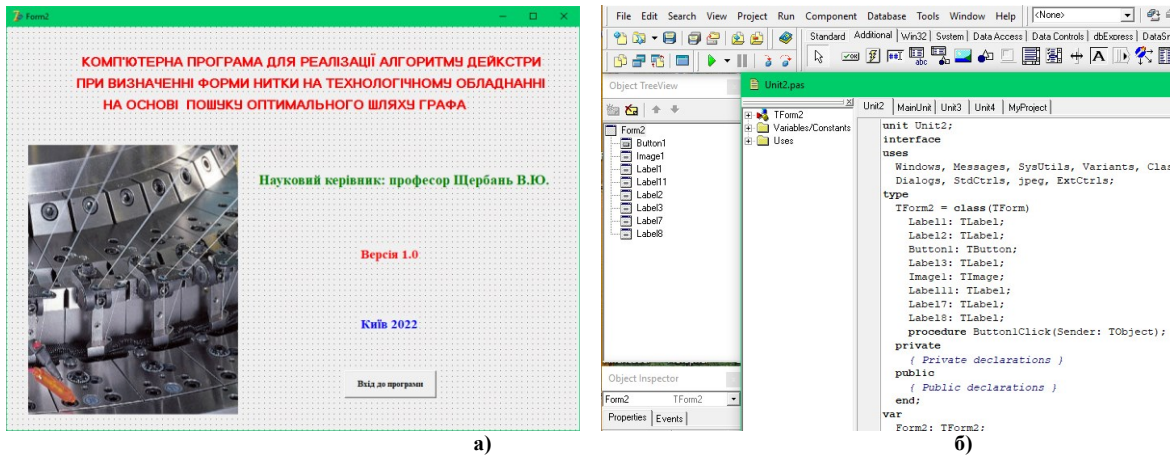 Form2
КОМП'ЮТЕРНА ПРОГРАМА ДЛЯ РЕАЛІЗАЦІЇ АЛГОРИТМУ ДЕЙКСТРИ
ПРИ ВИЗНАЧЕННІ ФОРМИ НИТКИ НА ТЕХНОЛОГІЧНОМУ ОБЛАДНАННІ
НА ОСНОВІ ПОШУКУ ОПТИМАЛЬНОГО ШЛЯХУ ГРАФА
Науковий керівник: професор Щербань В.Ю.
Версія 1.0
Київ 2022
Вхід до програми
а)
File Edit Search View Project Run Component Database Tools Window Help <None>
Standard Additional Win32 System Data Access Data Controls dbExpress DataSn
Object TreeView
Form2
Button1
Image1
Label1
Label11
Label2
Label3
Label7
Label8
Object Inspector
Form2 TForm2
Properties Events
Unit2.pas
TForm2
Variables/Constants
Uses
Unit2 MainUnit Unit3 Unit4 MyProject
unit Unit2;
interface
uses
Windows, Messages, SysUtils, Variants, Clas
Dialogs, StdCtrls, jpeg, ExtCtrls;
type
TForm2 = class(TForm)
Label1: TLabel;
Label2: TLabel;
Button1: TButton;
Label3: TLabel;
Image1: TImage;
Label11: TLabel;
Label7: TLabel;
Label8: TLabel;
procedure Button1Click(Sender: TObject);
private
{ Private declarations }
public
{ Public declarations }
end;
var
Form2: TForm2;
б)